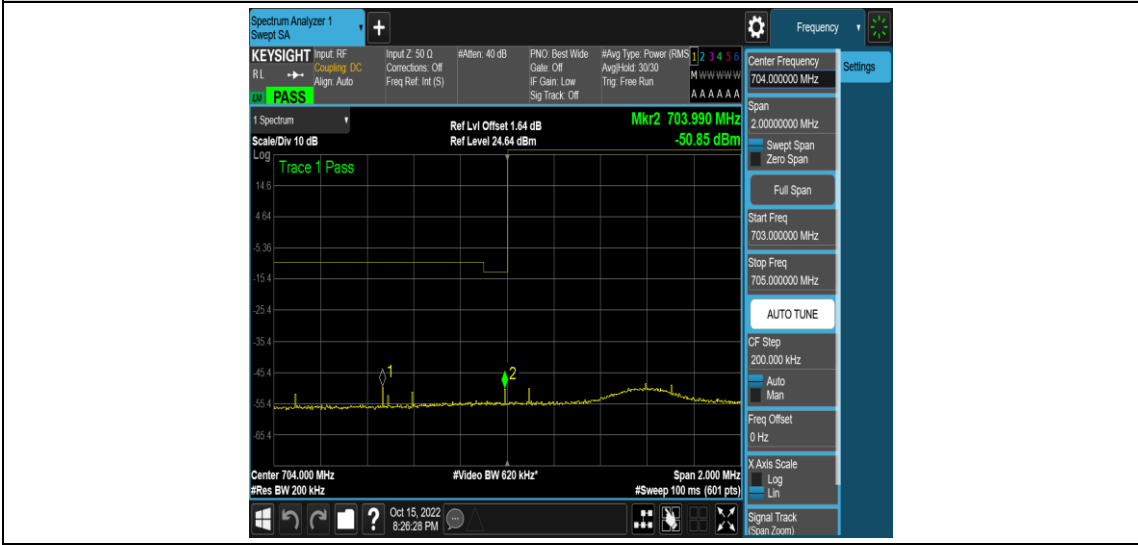 Spectrum Analyzer 1
Swept SA
+
Frequency
KEYSIGHT
RL
PASS
Input: RF
Coupling: DC
Align: Auto
Input Z: 50 Ω
Corrections: Off
Freq Ref: Int (S)
#Atten: 40 dB
PNO: Best Wide
Gate: Off
IF Gain: Low
Sig Track: Off
#Avg Type: Power (RMS
Avg|Hold: 30/30
Trig: Free Run
1 2 3 4 5 6
M W W W W W
A A A A A A
1 Spectrum
Scale/Div 10 dB
Ref Lvl Offset 1.64 dB
Ref Level 24.64 dBm
Mkr2 703.990 MHz
-50.85 dBm
Log
Trace 1 Pass
14.6
4.64
-5.36
-15.4
-25.4
-35.4
-45.4
-55.4
-65.4
1
2
Center 704.000 MHz
#Video BW 620 kHz*
Span 2.000 MHz
#Res BW 200 kHz
#Sweep 100 ms (601 pts)
?
Oct 15, 2022
8:26:28 PM
Center Frequency
704.000000 MHz
Settings
Span
2.00000000 MHz
Swept Span
Zero Span
Full Span
Start Freq
703.000000 MHz
Stop Freq
705.000000 MHz
AUTO TUNE
CF Step
200.000 kHz
Auto
Man
Freq Offset
0 Hz
X Axis Scale
Log
Lin
Signal Track
(Span Zoom)